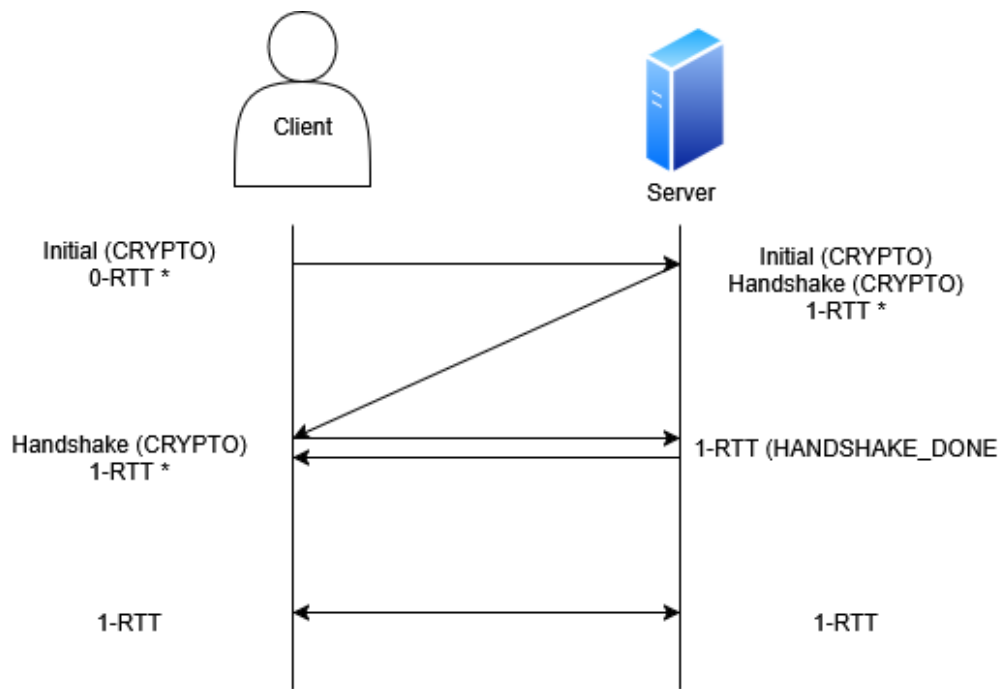 Client
Server
Initial (CRYPTO)
0-RTT *
Initial (CRYPTO)
Handshake (CRYPTO)
1-RTT *
Handshake (CRYPTO)
1-RTT *
1-RTT (HANDSHAKE_DONE
1-RTT
1-RTT